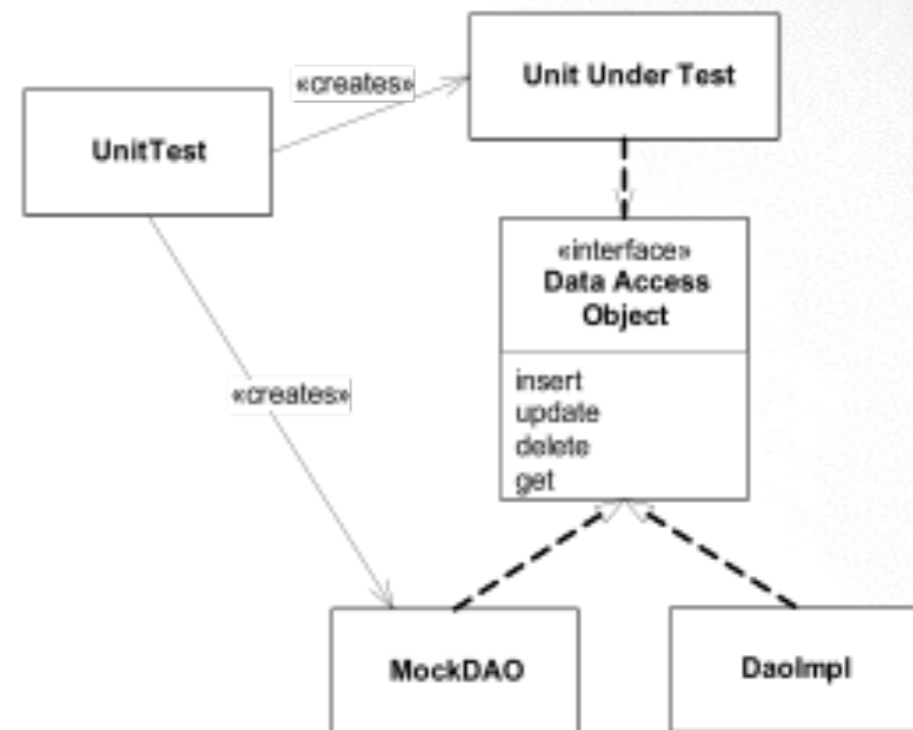 Unit Under Test
«creates»
UnitTest
«interface»
Data Access
Object
insert
update
delete
get
«creates»
MockDAO
DaoImpl